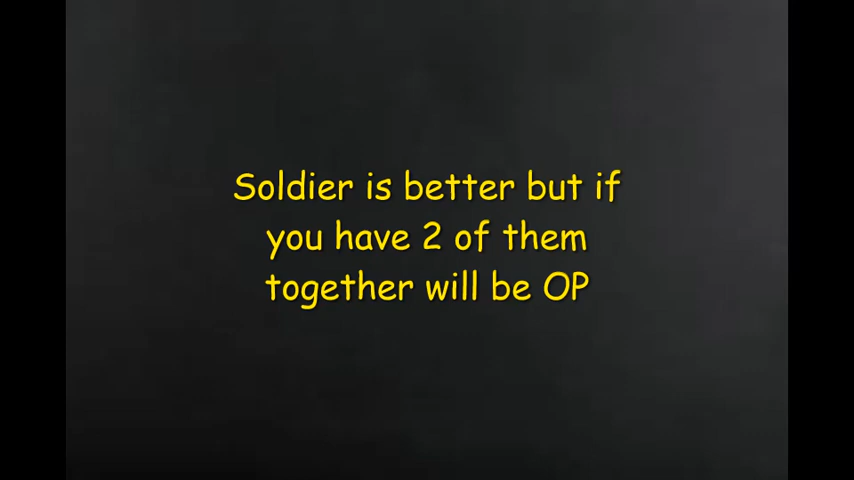 Soldier is better but if
you have 2 of them
together will be OP